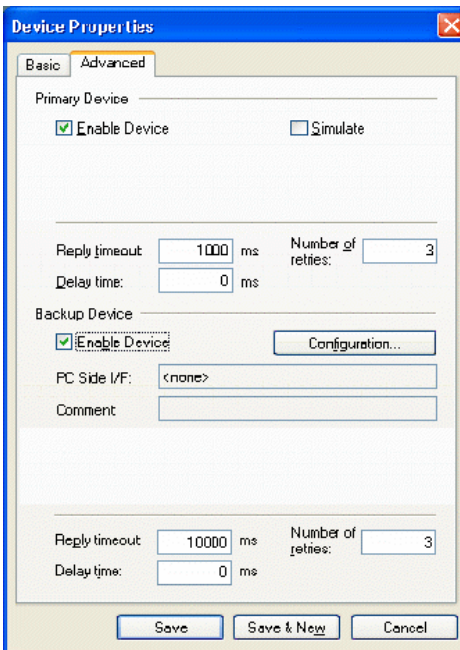 Device Properties
Basic Advanced
Primary Device
Enable Device Simulate
Reply timeout 1000 ms Number of retries: 3
Delay time: 0 ms
Backup Device
Enable Device Configuration...
PC Side I/F: <none>
Comment
Reply timeout 10000 ms Number of retries: 3
Delay time: 0 ms
Save Save & New Cancel